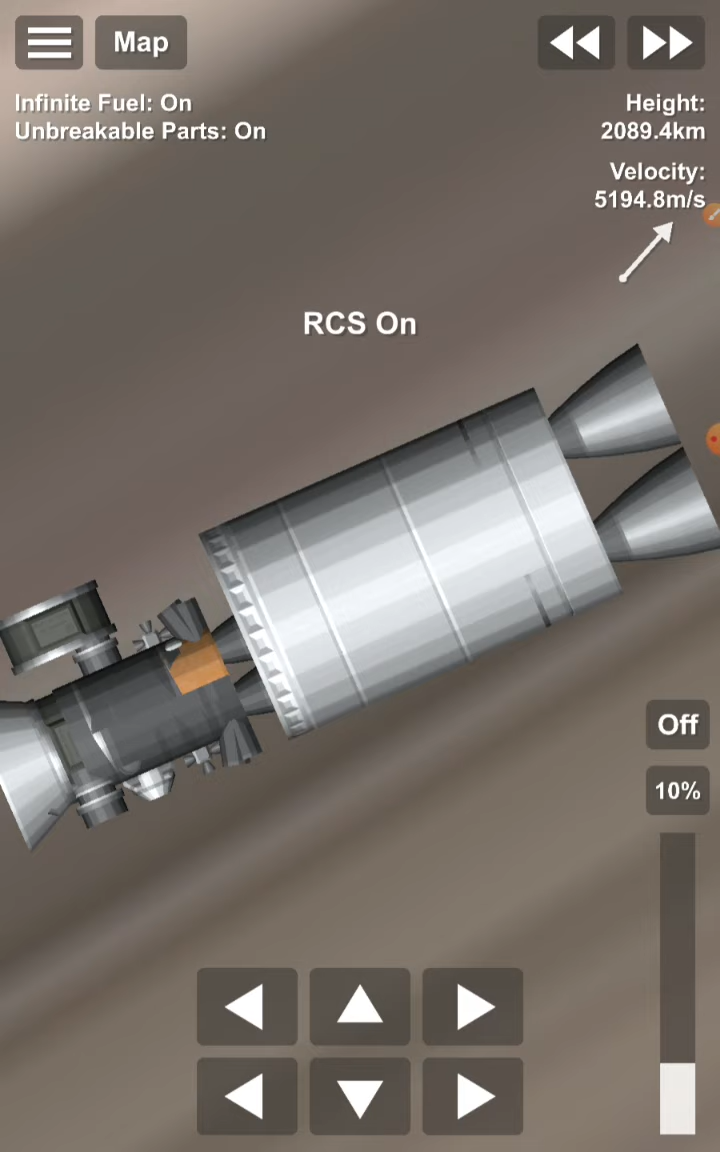 Map
Infinite Fuel: On
Unbreakable Parts: On
Height:
2089.4km
Velocity:
5194.8m/s
RCS On
Off
10%